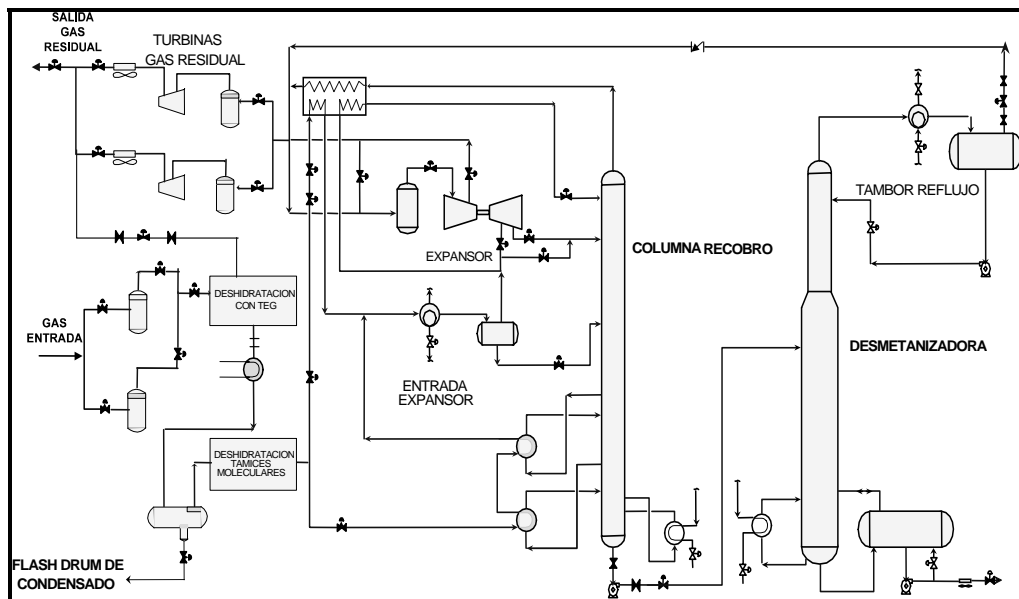 SALIDA
GAS
RESIDUAL
TURBINAS
GAS RESIDUAL
TAMBOR REFLUJO
EXPANSOR
COLUMNA RECOBRO
DESHIDRATACION
CON TEG
GAS
ENTRADA
DESMETANIZADORA
ENTRADA
EXPANSOR
DESHIDRATACION
TAMICES
MOLECULARES
FLASH DRUM DE
CONDENSADO